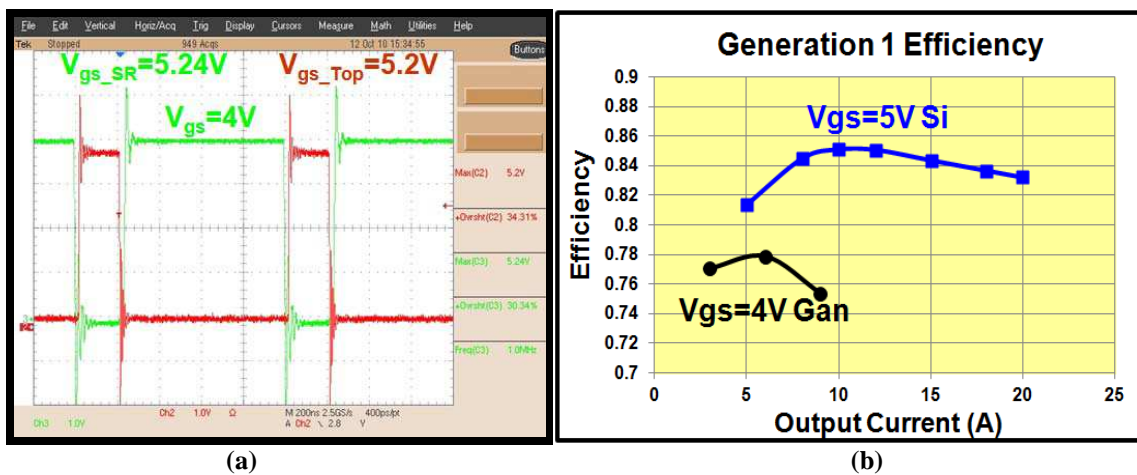 File Edit Vertical Horiz/Acq Trig Display Cursors Measure Math Utilities Help
Tek Stopped 949 Acqs 12 Oct 10 15:34:55
Buttons
Vgs_SR=5.24V Vgs_Top=5.2V
Vgs=4V
Max(C2) 5.2V
+Ovrsht(C2) 34.31%
Max(C3) 5.24V
+Ovrsht(C3) 30.34%
Freq(C3) 1.0MHz
Ch2 1.0V Ω M 200ns 2.5GS/s 400ps/pt
Ch3 1.0V A Ch2 \ 2.8 V
(a)
Generation 1 Efficiency
Efficiency
0.9
0.88
0.86
0.84
0.82
0.8
0.78
0.76
0.74
0.72
0.7
Vgs=5V Si
Vgs=4V Gan
0 5 10 15 20 25
Output Current (A)
(b)